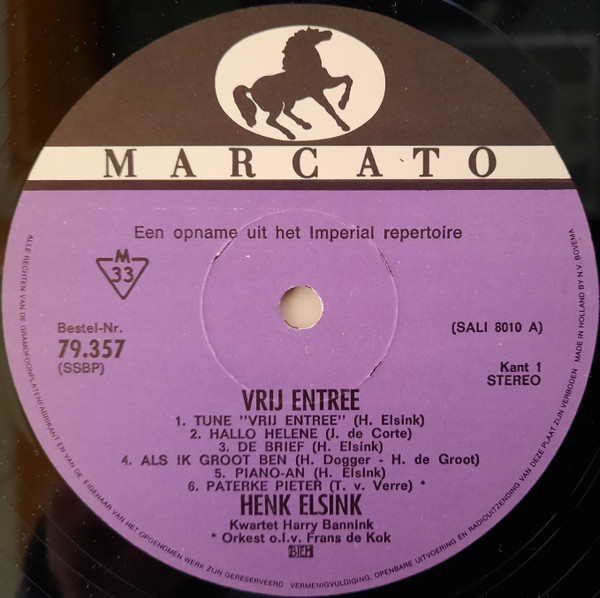 MARCATO
Een opname uit het Imperial repertoire
M
33
Bestel-Nr.
79.357
(SSBP)
(SALI 8010 A)
Kant 1
STEREO
VRIJ ENTREE
1. TUNE "VRIJ ENTREE" (H. Elsink)
2. HALLO HELENE (J. de Corte)
3. DE BRIEF (H. Elsink)
4. ALS IK GROOT BEN (H. Dogger - H. de Groot)
5. PIANO-AN (H. Elsink)
6. PATERKE PIETER (T. v. Verre) *
HENK ELSINK
Kwartet Harry Bannink
* Orkest o.l.v. Frans de Kok
BIEM
ALLE RECHTEN VAN DE GRAMOFOONPLATENFABRIKANT EN VAN DE EIGENAAR VAN HET OPGENOMEN WERK ZIJN GERESERVEERD VERMENIGVULDIGING, OPENBARE UITVOERING EN RADIOUITZENDING VAN DEZE PLAAT ZIJN VERBODEN MADE IN HOLLAND BY N.V. BOVEMA